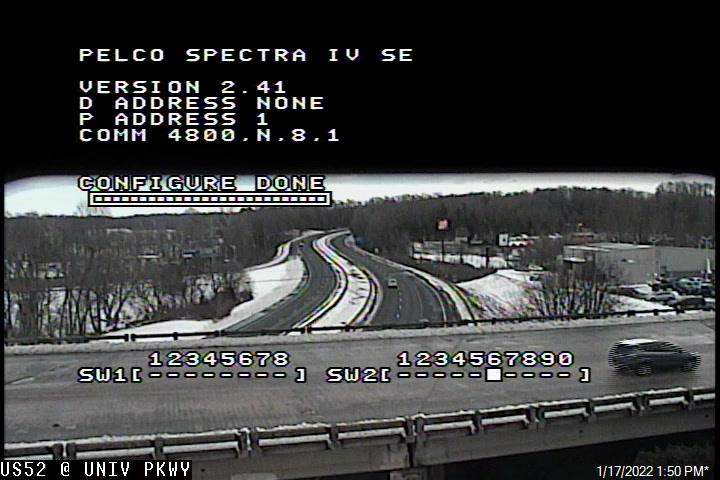 PELCO SPECTRA IV SE
VERSION 2.41
D ADDRESS NONE
P ADDRESS 1
COMM 4800,N,8,1
CONFIGURE DONE
12345678 1234567890
SW1[--------] SW2[-----■----]
US52 @ UNIV PKWY
1/17/2022 1:50 PM*